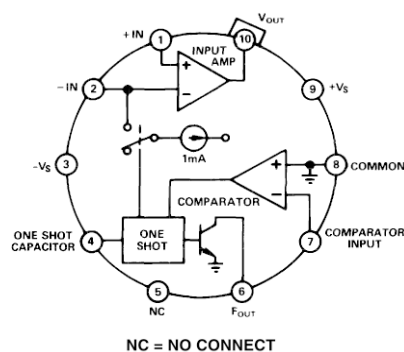 +IN
1
V OUT
10
INPUT
AMP
+
−
−IN
2
9
+VS
1mA
−VS
3
8
COMMON
+
−
COMPARATOR
ONE SHOT
CAPACITOR
4
ONE
SHOT
7
COMPARATOR
INPUT
5
NC
6
FOUT
NC = NO CONNECT